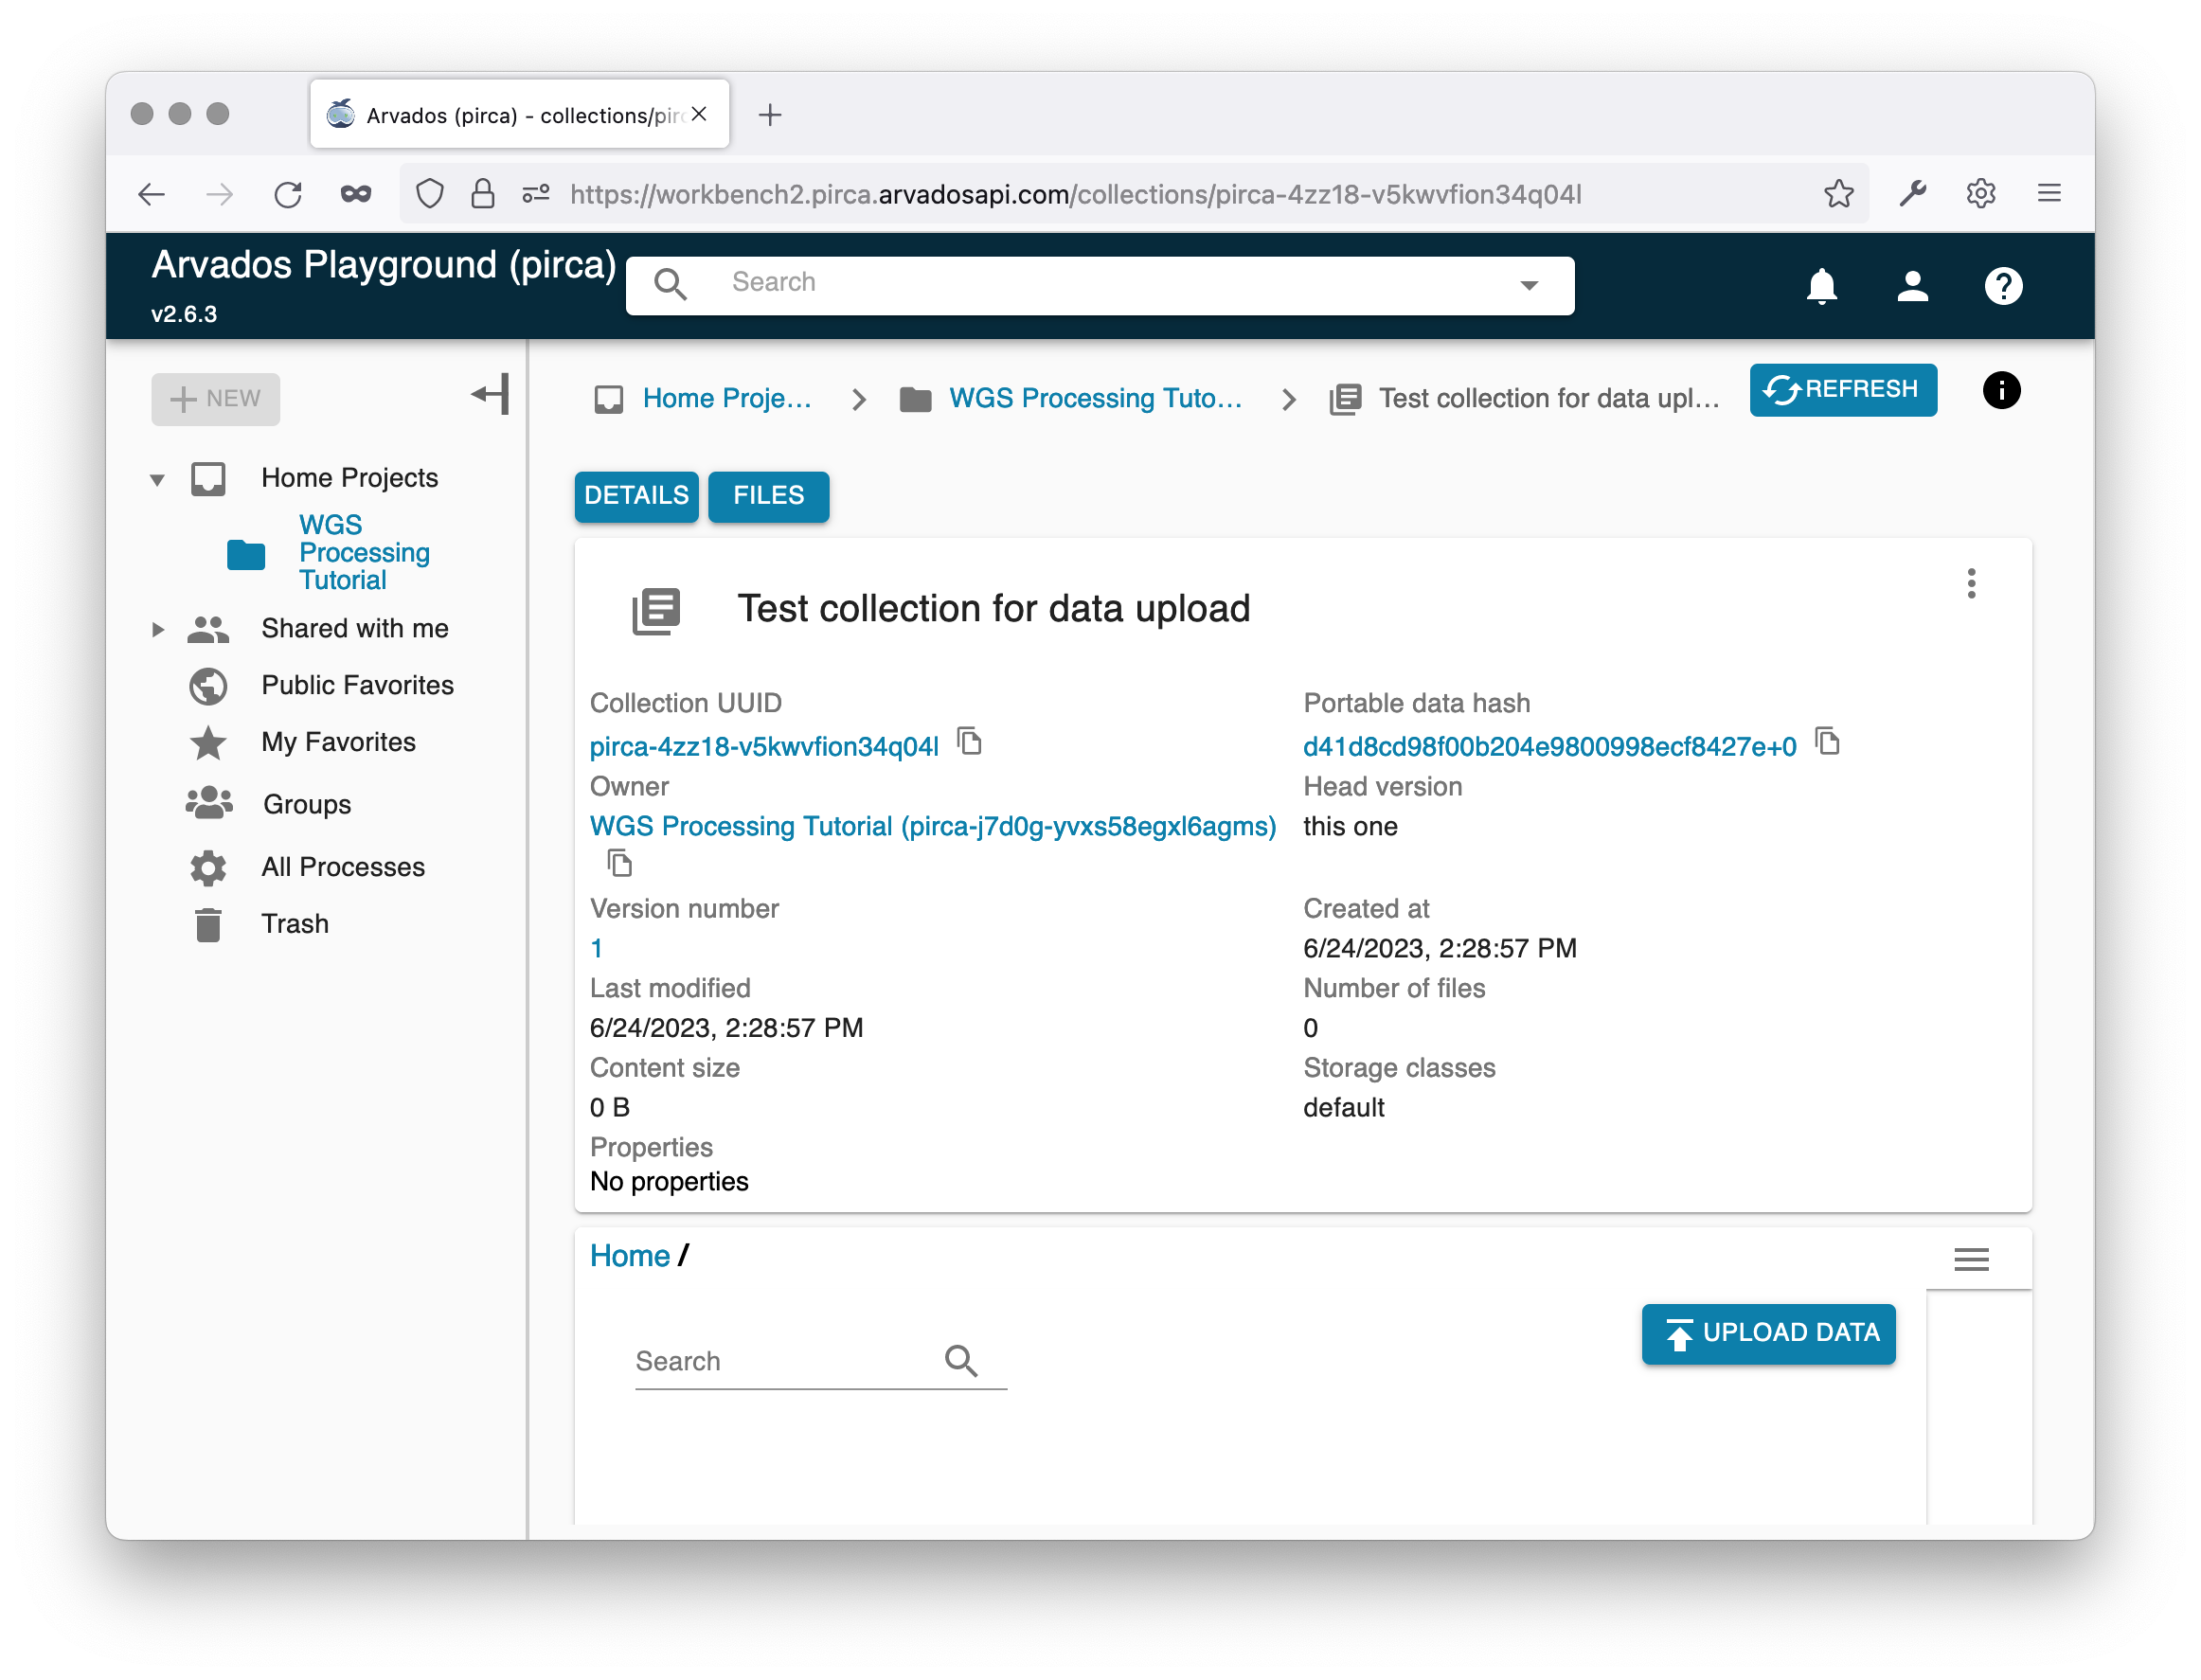 Arvados (pirca) - collections/pirc
https://workbench2.pirca.arvadosapi.com/collections/pirca-4zz18-v5kwvfion34q04l
Arvados Playground (pirca)
v2.6.3
Search
NEW
Home Projects
WGS
Processing
Tutorial
Shared with me
Public Favorites
My Favorites
Groups
All Processes
Trash
Home Proje… WGS Processing Tuto… Test collection for data upl… REFRESH
DETAILS FILES
Test collection for data upload
Collection UUID
pirca-4zz18-v5kwvfion34q04l
Portable data hash
d41d8cd98f00b204e9800998ecf8427e+0
Owner
WGS Processing Tutorial (pirca-j7d0g-yvxs58egxl6agms)
Head version
this one
Version number
1
Created at
6/24/2023, 2:28:57 PM
Last modified
6/24/2023, 2:28:57 PM
Number of files
0
Content size
0 B
Storage classes
default
Properties
No properties
Home /
UPLOAD DATA
Search